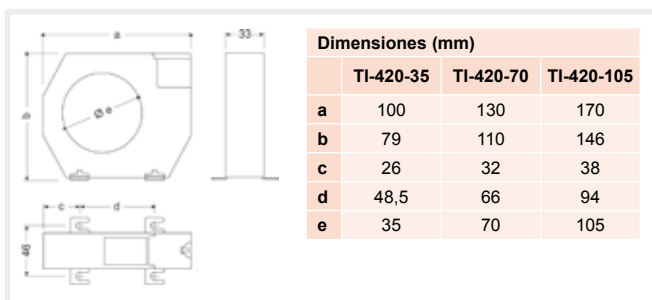 a
33
b
Ø e
c
d
46
Dimensiones (mm)
TI-420-35 TI-420-70 TI-420-105
a 100 130 170
b 79 110 146
c 26 32 38
d 48,5 66 94
e 35 70 105